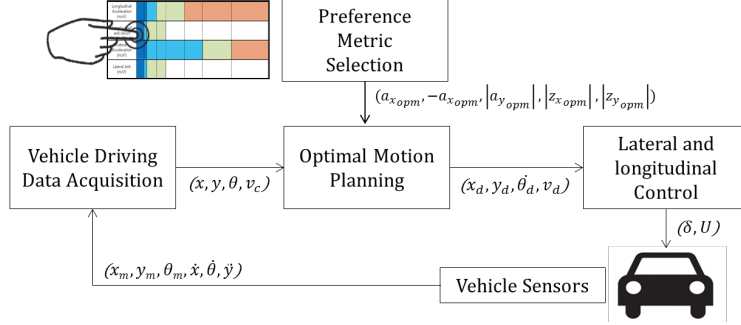 Longitudinal
Acceleration
(m/s²)
Preference
Metric
Selection
(a_{x_{opm}}, −a_{x_{opm}}, |a_{y_{opm}}|, |z_{x_{opm}}|, |z_{y_{opm}}|)
Vehicle Driving
Data Acquisition
(x, y, θ, v_c)
Optimal Motion
Planning
(x_d, y_d, θ̇_d, v_d)
Lateral and
longitudinal
Control
(δ, U)
(x_m, y_m, θ_m, ẋ, θ̇, ÿ)
Vehicle Sensors